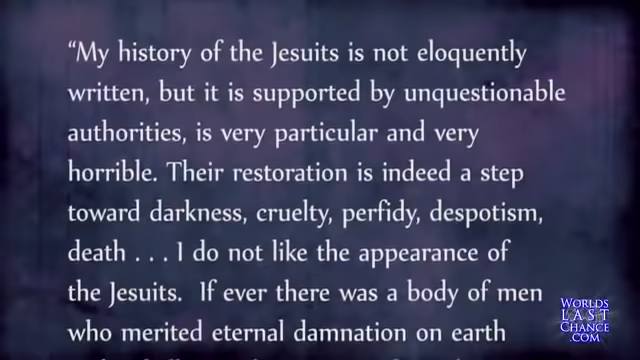 “My history of the Jesuits is not eloquently
written, but it is supported by unquestionable
authorities, is very particular and very
horrible. Their restoration is indeed a step
toward darkness, cruelty, perfidy, despotism,
death . . . I do not like the appearance of
the Jesuits. If ever there was a body of men
who merited eternal damnation on earth
WORLDS
LAST
CHANCE
.COM